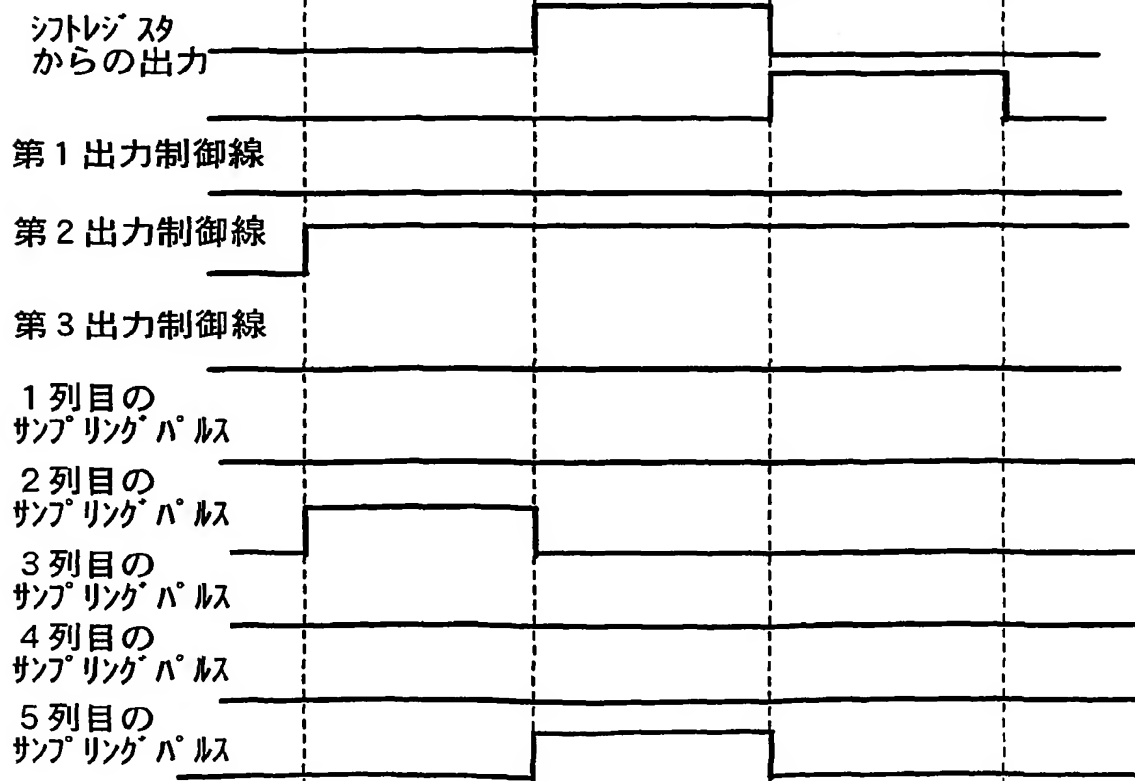 シフトレジスタ
からの出力
第1出力制御線
第2出力制御線
第3出力制御線
1列目の
サンプリングパルス
2列目の
サンプリングパルス
3列目の
サンプリングパルス
4列目の
サンプリングパルス
5列目の
サンプリングパルス